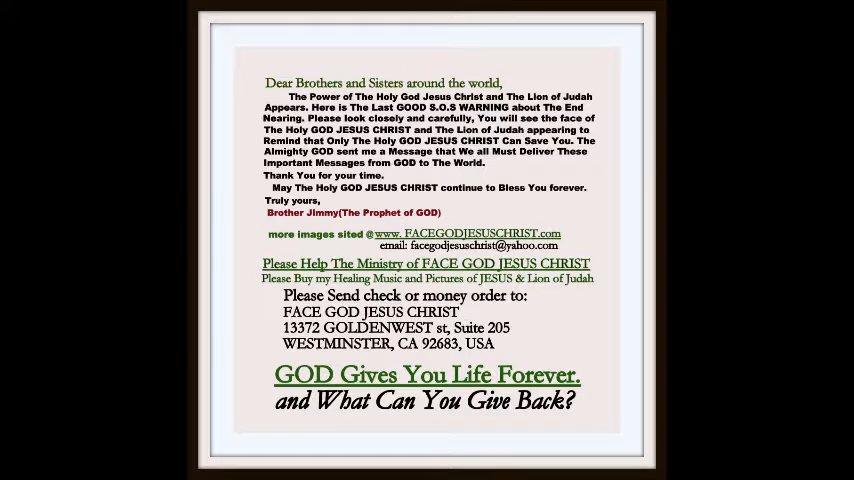 Dear Brothers and Sisters around the world,
The Power of The Holy God Jesus Christ and The Lion of Judah
Appears. Here is The Last GOOD S.O.S WARNING about The End
Nearing. Please look closely and carefully, You will see the face of
The Holy GOD JESUS CHRIST and The Lion of Judah appearing to
Remind that Only The Holy GOD JESUS CHRIST Can Save You. The
Almighty GOD sent me a Message that We all Must Deliver These
Important Messages from GOD to The World.
Thank You for your time.
May The Holy GOD JESUS CHRIST continue to Bless You forever.
Truly yours,
Brother Jimmy(The Prophet of GOD)
more images sited @www. FACEGODJESUSCHRIST.com
email: facegodjesuschrist@yahoo.com
Please Help The Ministry of FACE GOD JESUS CHRIST
Please Buy my Healing Music and Pictures of JESUS & Lion of Judah
Please Send check or money order to:
FACE GOD JESUS CHRIST
13372 GOLDENWEST st, Suite 205
WESTMINSTER, CA 92683, USA
GOD Gives You Life Forever.
and What Can You Give Back?